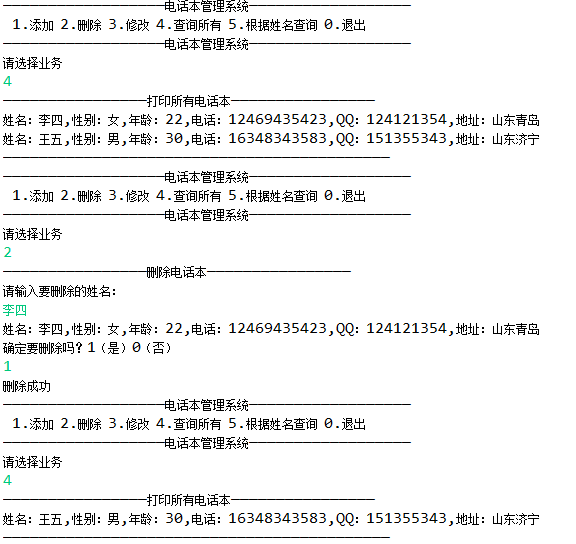 ————————————————电话本管理系统————————————————
1.添加 2.删除 3.修改 4.查询所有 5.根据姓名查询 0.退出
————————————————电话本管理系统————————————————
请选择业务
4
————————————————打印所有电话本————————————————
姓名：李四,性别：女,年龄：22,电话：12469435423,QQ：124121354,地址：山东青岛
姓名：王五,性别：男,年龄：30,电话：16348343583,QQ：151355343,地址：山东济宁
———————————————————————————————————————————
————————————————电话本管理系统————————————————
1.添加 2.删除 3.修改 4.查询所有 5.根据姓名查询 0.退出
————————————————电话本管理系统————————————————
请选择业务
2
————————————————删除电话本————————————————
请输入要删除的姓名：
李四
姓名：李四,性别：女,年龄：22,电话：12469435423,QQ：124121354,地址：山东青岛
确定要删除吗？1（是）0（否）
1
删除成功
————————————————电话本管理系统————————————————
1.添加 2.删除 3.修改 4.查询所有 5.根据姓名查询 0.退出
————————————————电话本管理系统————————————————
请选择业务
4
————————————————打印所有电话本————————————————
姓名：王五,性别：男,年龄：30,电话：16348343583,QQ：151355343,地址：山东济宁
———————————————————————————————————————————